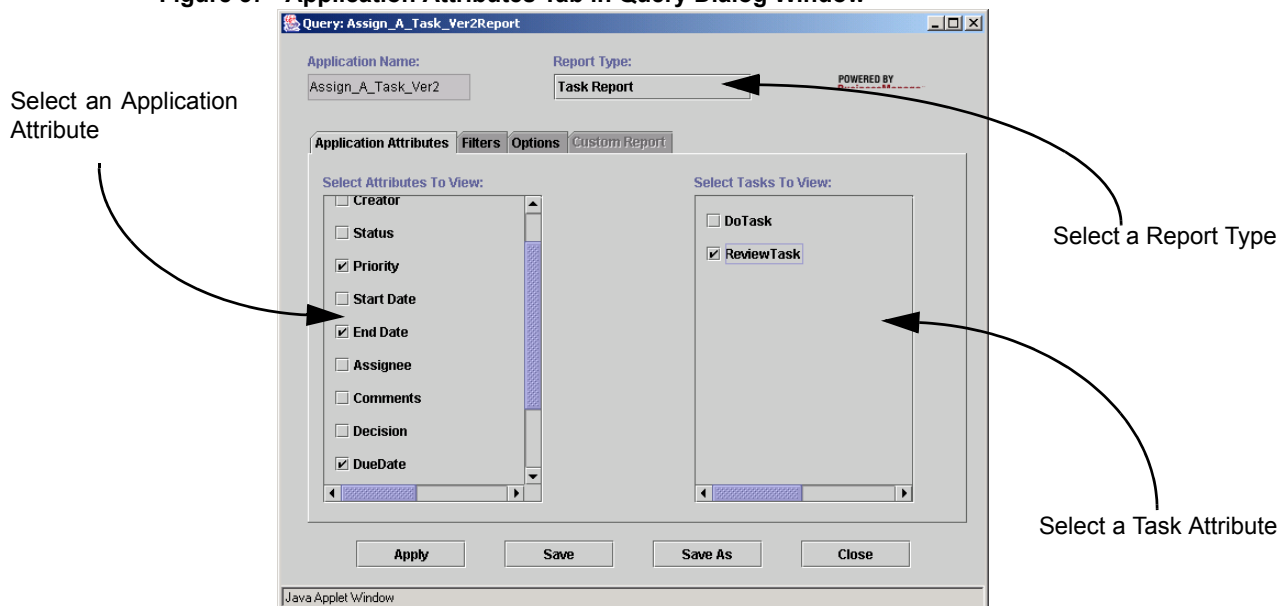 Application Attributes Tab in Query Dialog Window
Query: Assign_A_Task_Ver2Report
Application Name:
Report Type:
Assign_A_Task_Ver2
Task Report
POWERED BY
Select an Application
Attribute
Application Attributes Filters Options Custom Report
Select Attributes To View:
Select Tasks To View:
Creator
Status
Priority
Start Date
End Date
Assignee
Comments
Decision
DueDate
DoTask
ReviewTask
Select a Report Type
Select a Task Attribute
Apply Save Save As Close
Java Applet Window